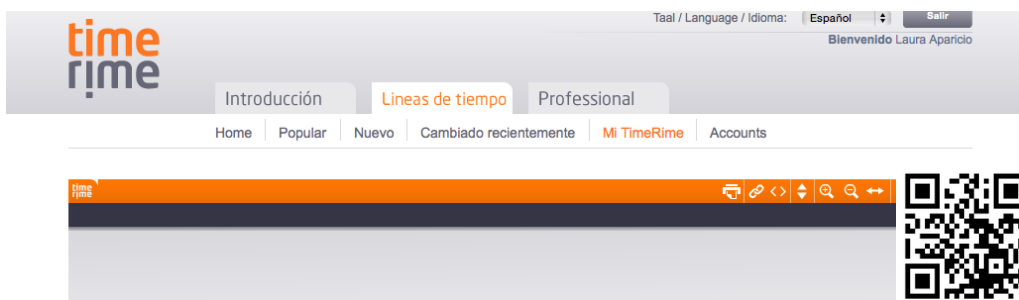 Taal / Language / Idioma: Español Salir
Bienvenido Laura Aparicio
time
rime
Introducción Lineas de tiempo Professional
Home Popular Nuevo Cambiado recientemente Mi TimeRime Accounts
time
rime